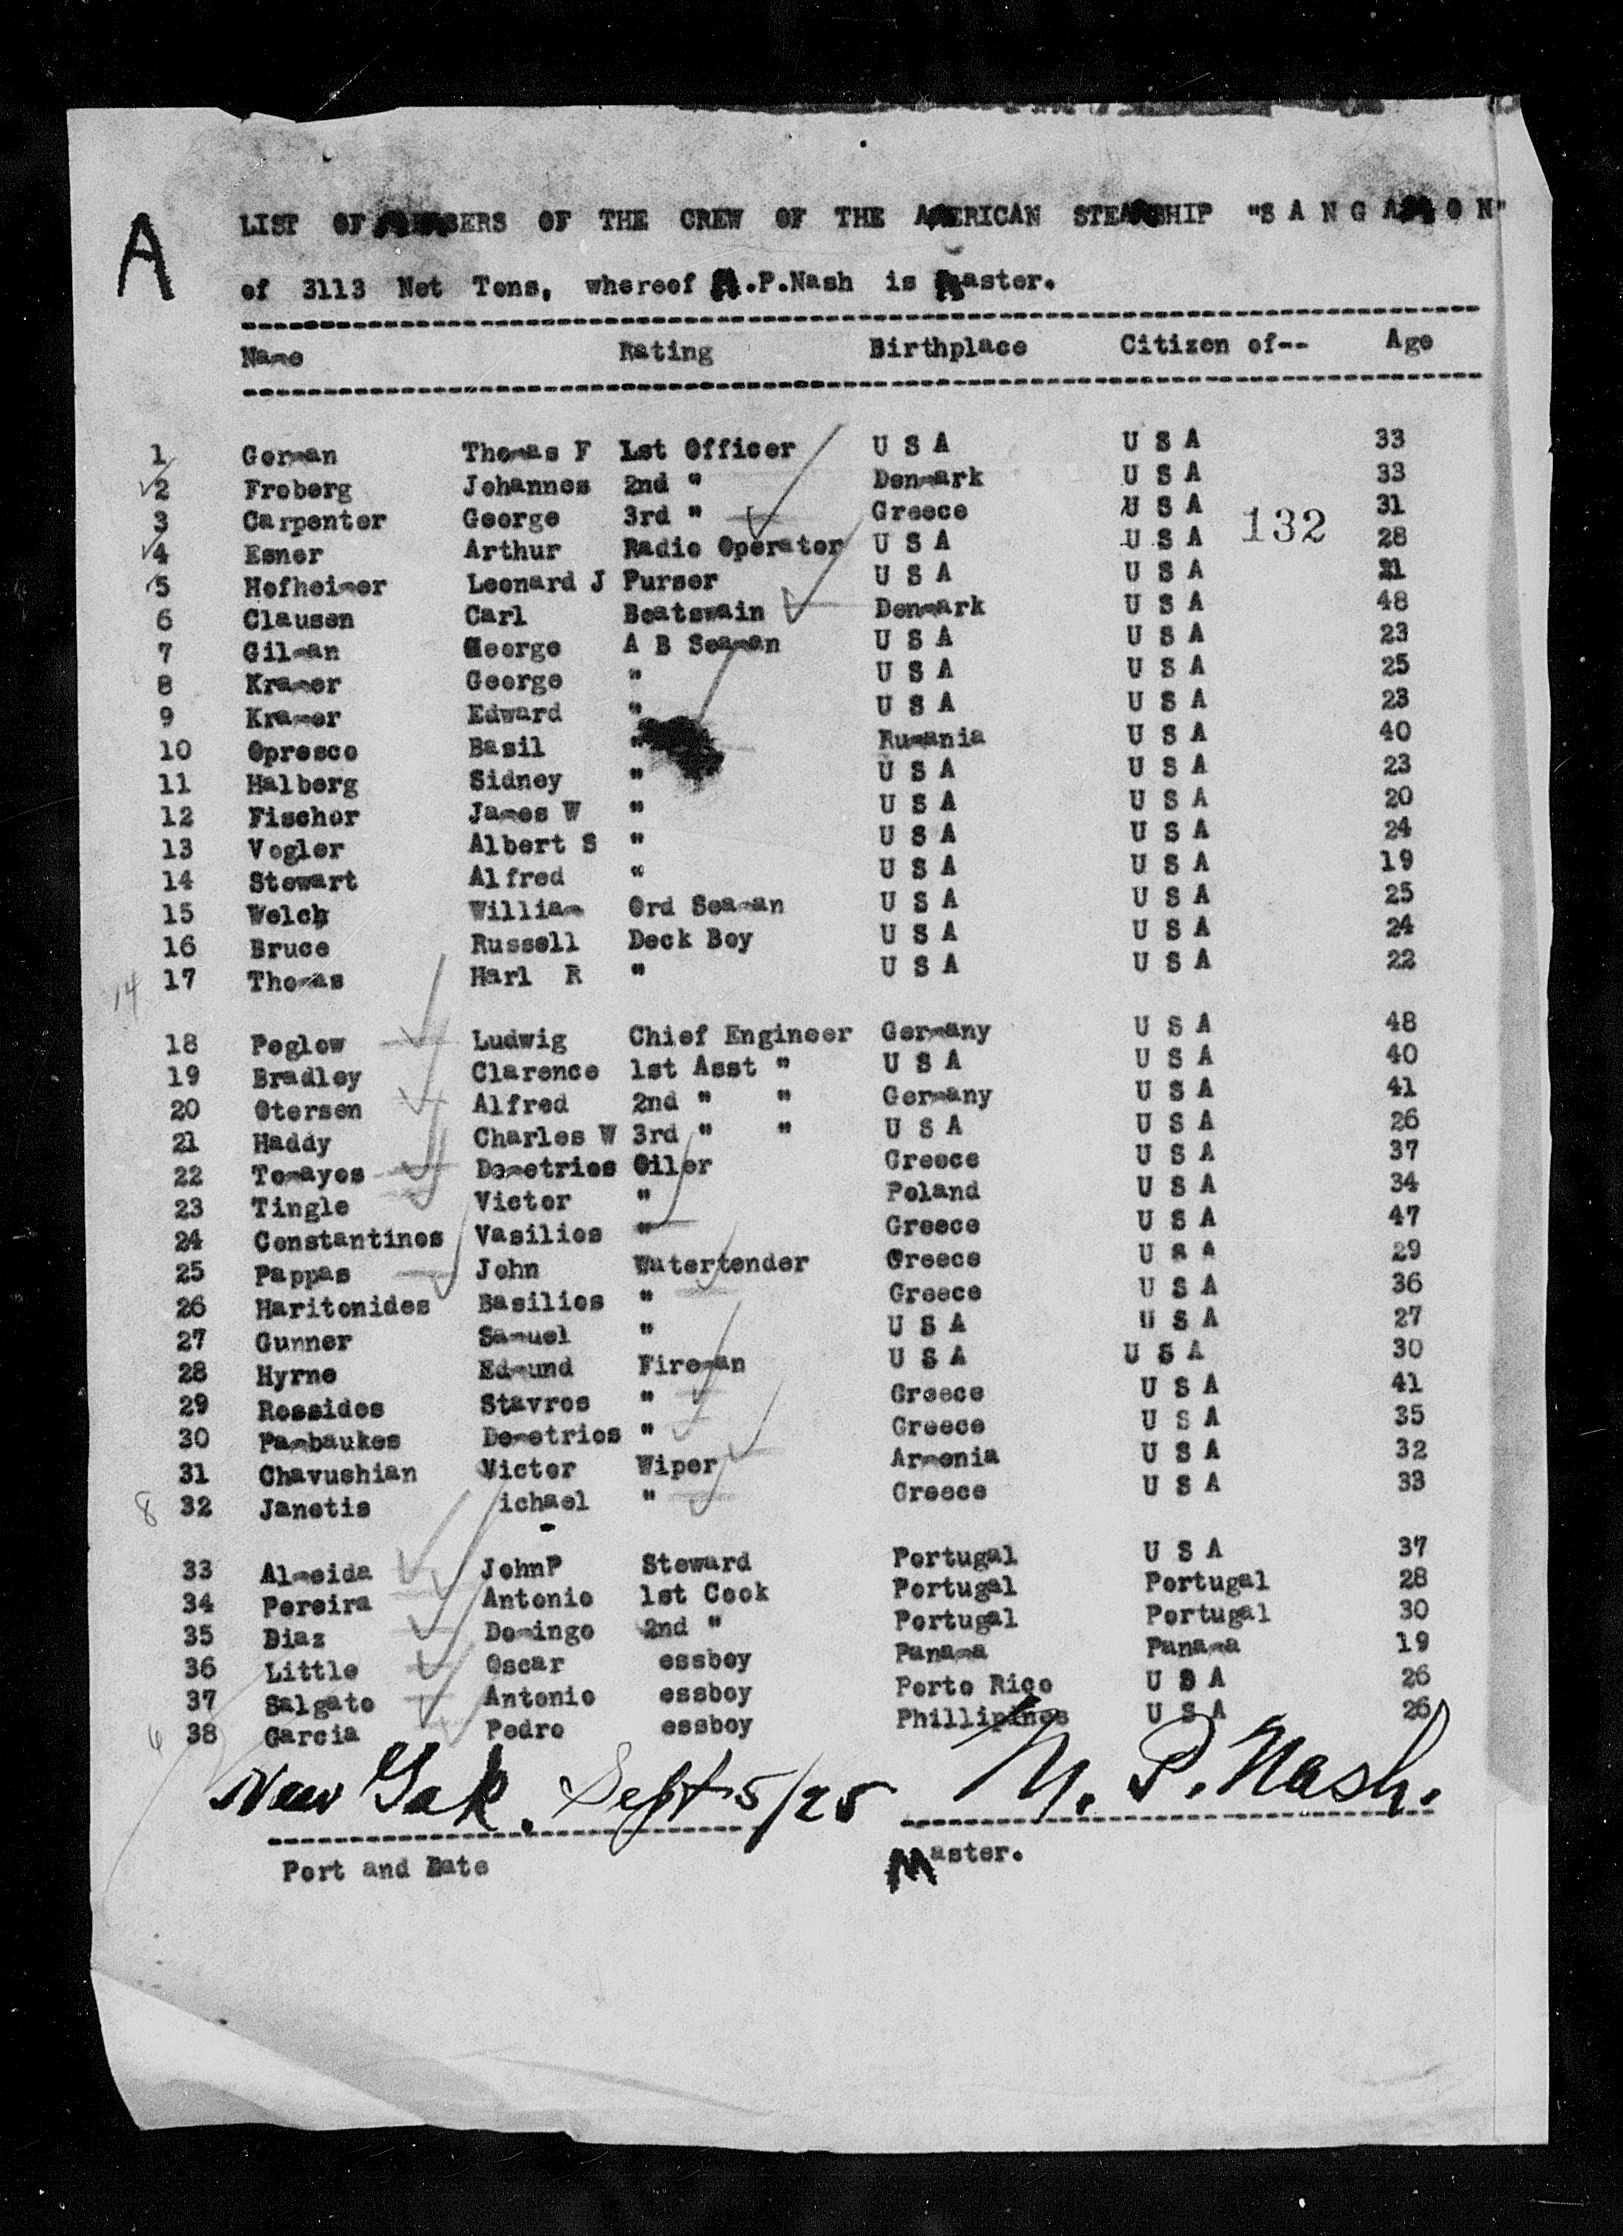 A
LIST OF MEMBERS OF THE CREW OF THE AMERICAN STEAMSHIP "S A N G A M O N"
of 3113 Net Tons, whereof M.P.Nash is Master.
Name Rating Birthplace Citizen of-- Age
1 Gorman Thomas F 1st Officer U S A U S A 33
2 Froberg Johannes 2nd " Denmark U S A 33
3 Carpenter George 3rd " Greece U S A 31
132
4 Esner Arthur Radio Operator U S A U S A 28
5 Hofheimer Leonard J Purser U S A U S A 21
6 Clausen Carl Boatswain Denmark U S A 48
7 Gilman George A B Seaman U S A U S A 23
8 Kramer George " U S A U S A 25
9 Kramer Edward " U S A U S A 23
10 Opresco Basil " Rumania U S A 40
11 Halberg Sidney " U S A U S A 23
12 Fischer James W " U S A U S A 20
13 Vogler Albert S " U S A U S A 24
14 Stewart Alfred " U S A U S A 19
15 Welch William Ord Seaman U S A U S A 25
16 Bruce Russell Deck Boy U S A U S A 24
14 17 Thomas Harl R " U S A U S A 22
18 Peglow Ludwig Chief Engineer Germany U S A 48
19 Bradley Clarence 1st Asst " U S A U S A 40
20 Otersen Alfred 2nd " " Germany U S A 41
21 Haddy Charles W 3rd " " U S A U S A 26
22 Tomayos Demetrios Oiler Greece U S A 37
23 Tingle Victor " Poland U S A 34
24 Constantinos Vasilios " Greece U S A 47
25 Pappas John Watertender Greece U S A 29
26 Haritonides Basilios " Greece U S A 36
27 Gunner Samuel " U S A U S A 27
28 Hyrne Edmund Fireman U S A U S A 30
29 Rossides Stavros " Greece U S A 41
30 Pambaukes Demetrios " Greece U S A 35
31 Chavushian Victor Wiper Armenia U S A 32
8 32 Janetis ichael " Greece U S A 33
33 Almeida JohnP Steward Portugal U S A 37
34 Pereira Antonio 1st Cook Portugal Portugal 28
35 Diaz Domingo 2nd " Portugal Portugal 30
36 Little Oscar essboy Panama Panama 19
37 Salgato Antonio essboy Porto Rico U S A 26
6 38 Garcia Pedro essboy Phillipines U S A 26
New York. Sept 5/25 M. P. Nash.
Port and Date Master.